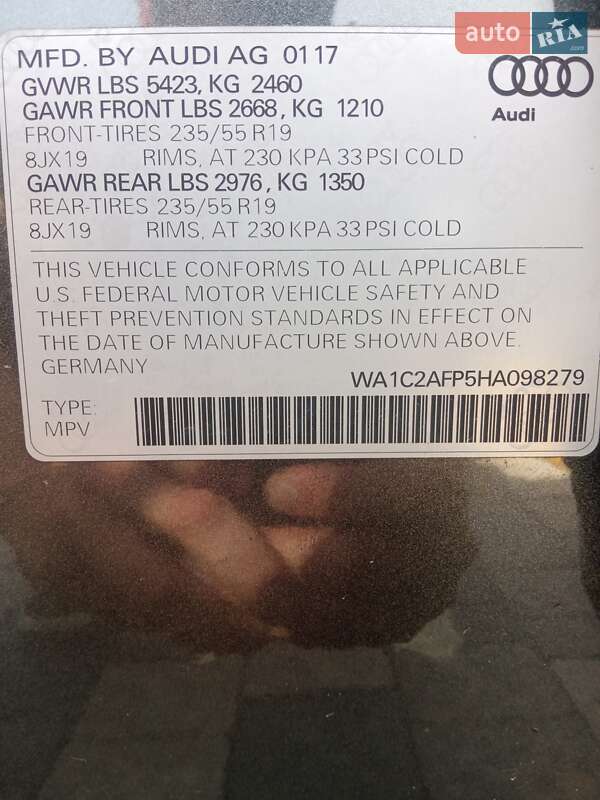 auto RIA.com
MFD. BY AUDI AG 01 17
GVWR LBS 5423, KG 2460
GAWR FRONT LBS 2668, KG 1210
FRONT-TIRES 235/55 R19
8JX19 RIMS, AT 230 KPA 33 PSI COLD
GAWR REAR LBS 2976, KG 1350
REAR-TIRES 235/55 R19
8JX19 RIMS, AT 230 KPA 33 PSI COLD
Audi
THIS VEHICLE CONFORMS TO ALL APPLICABLE
U.S. FEDERAL MOTOR VEHICLE SAFETY AND
THEFT PREVENTION STANDARDS IN EFFECT ON
THE DATE OF MANUFACTURE SHOWN ABOVE.
GERMANY
WA1C2AFP5HA098279
TYPE:
MPV